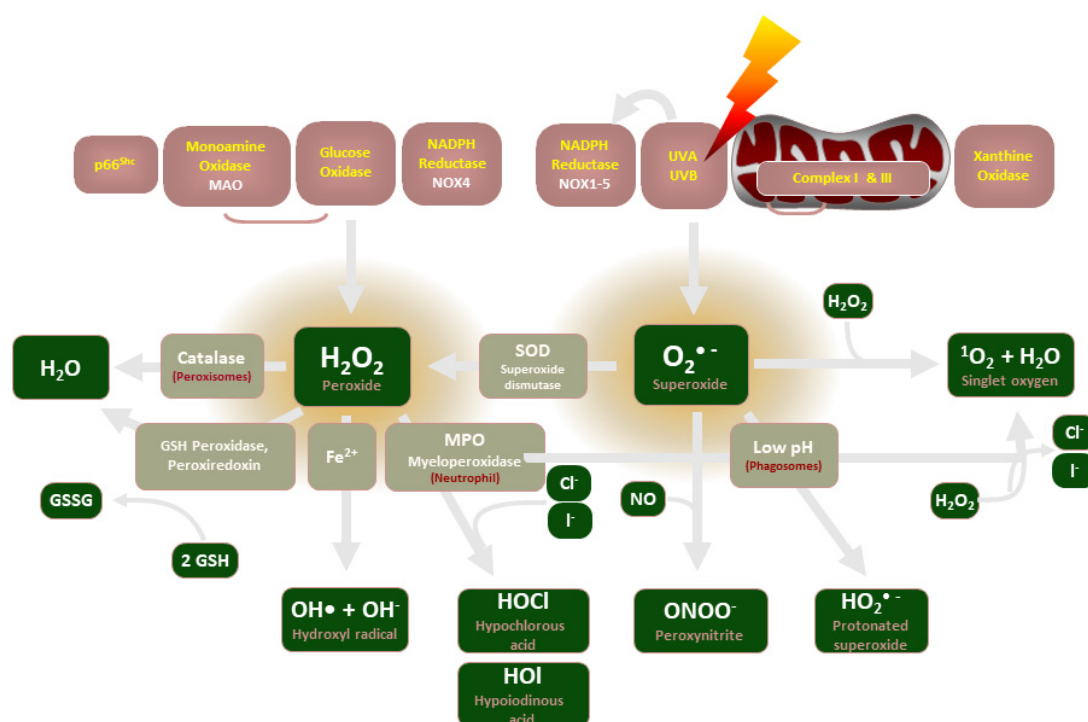 p66ˢʰᶜ
Monoamine
Oxidase
MAO
Glucose
Oxidase
NADPH
Reductase
NOX4
NADPH
Reductase
NOX1-5
UVA
UVB
Complex I & III
Xanthine
Oxidase
H₂O₂
H₂O
Catalase
(Peroxisomes)
H₂O₂
Peroxide
SOD
Superoxide
dismutase
O₂•⁻
Superoxide
¹O₂ + H₂O
Singlet oxygen
GSH Peroxidase,
Peroxiredoxin
Fe²⁺
MPO
Myeloperoxidase
(Neutrophil)
Low pH
(Phagosomes)
Cl⁻
I⁻
GSSG
2 GSH
Cl⁻
I⁻
NO
H₂O₂
OH• + OH⁻
Hydroxyl radical
HOCl
Hypochlorous
acid
HOl
Hypoiodinous
acid
ONOO⁻
Peroxynitrite
HO₂•⁻
Protonated
superoxide